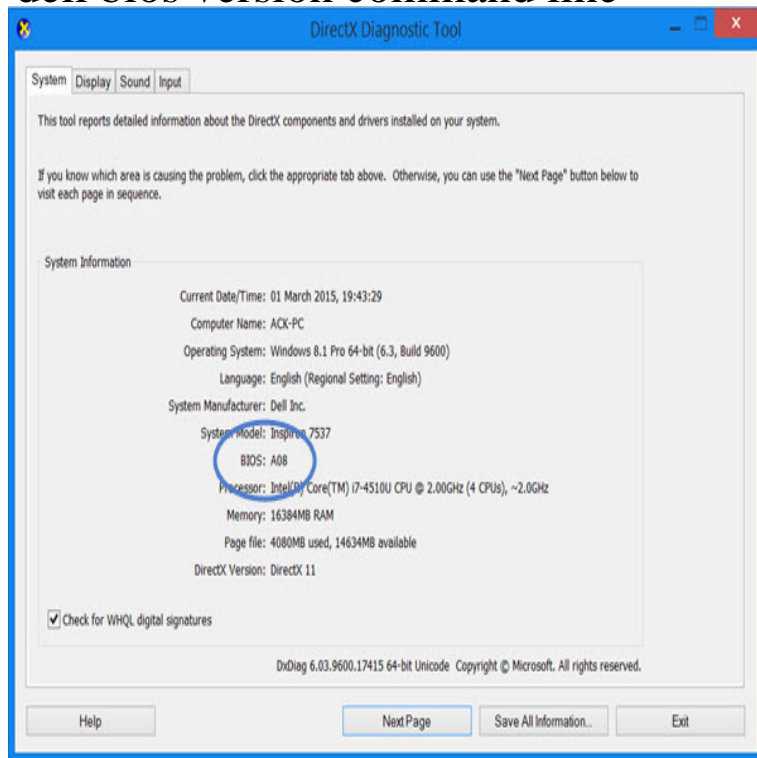 dell bios version command line
DirectX Diagnostic Tool
System Display Sound Input
This tool reports detailed information about the DirectX components and drivers installed on your system.
If you know which area is causing the problem, click the appropriate tab above. Otherwise, you can use the "Next Page" button below to
visit each page in sequence.
System Information
Current Date/Time: 01 March 2015, 19:43:29
Computer Name: ACK-PC
Operating System: Windows 8.1 Pro 64-bit (6.3, Build 9600)
Language: English (Regional Setting: English)
System Manufacturer: Dell Inc.
System Model: Inspiron 7537
BIOS: A08
Processor: Intel(R) Core(TM) i7-4510U CPU @ 2.00GHz (4 CPUs), ~2.0GHz
Memory: 16384MB RAM
Page file: 4080MB used, 14634MB available
DirectX Version: DirectX 11
Check for WHQL digital signatures
DxDiag 6.03.9600.17415 64-bit Unicode Copyright © Microsoft. All rights reserved.
Help Next Page Save All Information... Exit